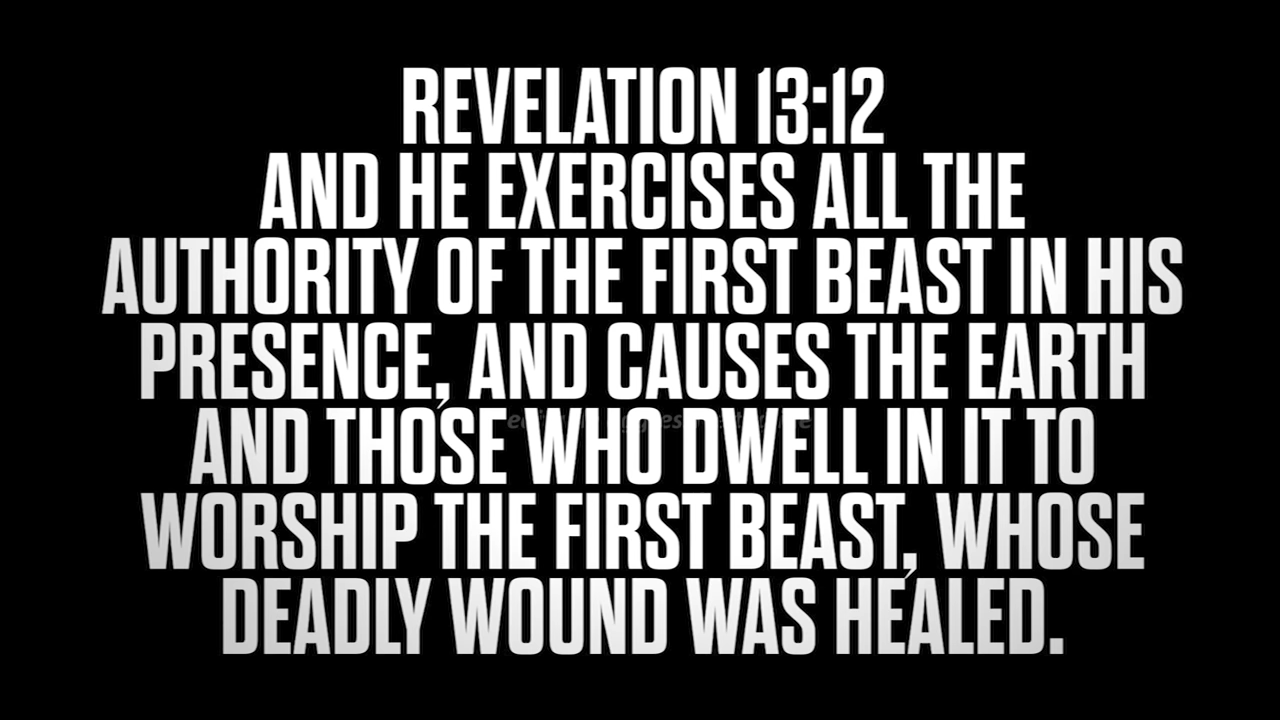 REVELATION 13:12
AND HE EXERCISES ALL THE
AUTHORITY OF THE FIRST BEAST IN HIS
PRESENCE, AND CAUSES THE EARTH
AND THOSE WHO DWELL IN IT TO
WORSHIP THE FIRST BEAST, WHOSE
DEADLY WOUND WAS HEALED.